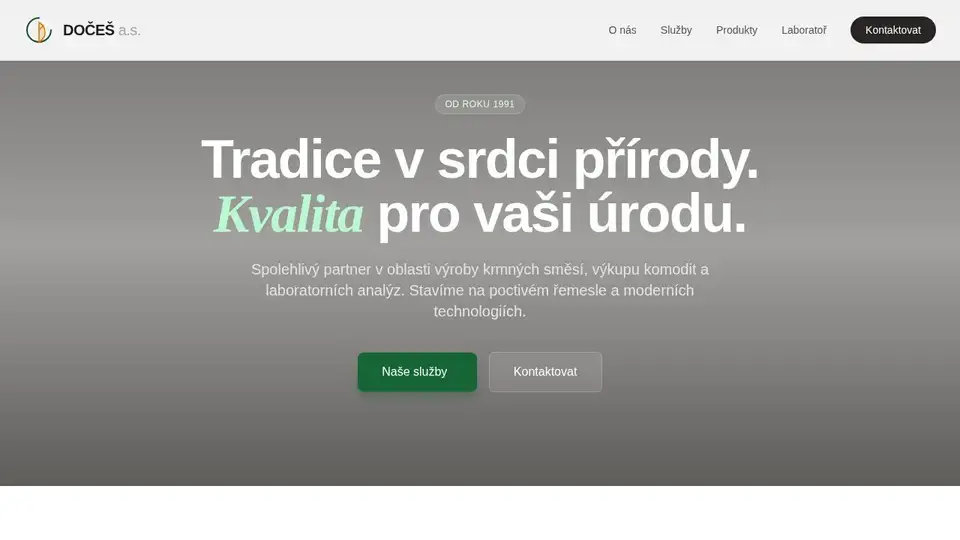 DOČEŠ a.s.
O nás
Služby
Produkty
Laboratoř
Kontaktovat
OD ROKU 1991
Tradice v srdci přírody.
Kvalita pro vaši úrodu.
Spolehlivý partner v oblasti výroby krmných směsí, výkupu komodit a
laboratorních analýz. Stavíme na poctivém řemesle a moderních
technologiích.
Naše služby
Kontaktovat